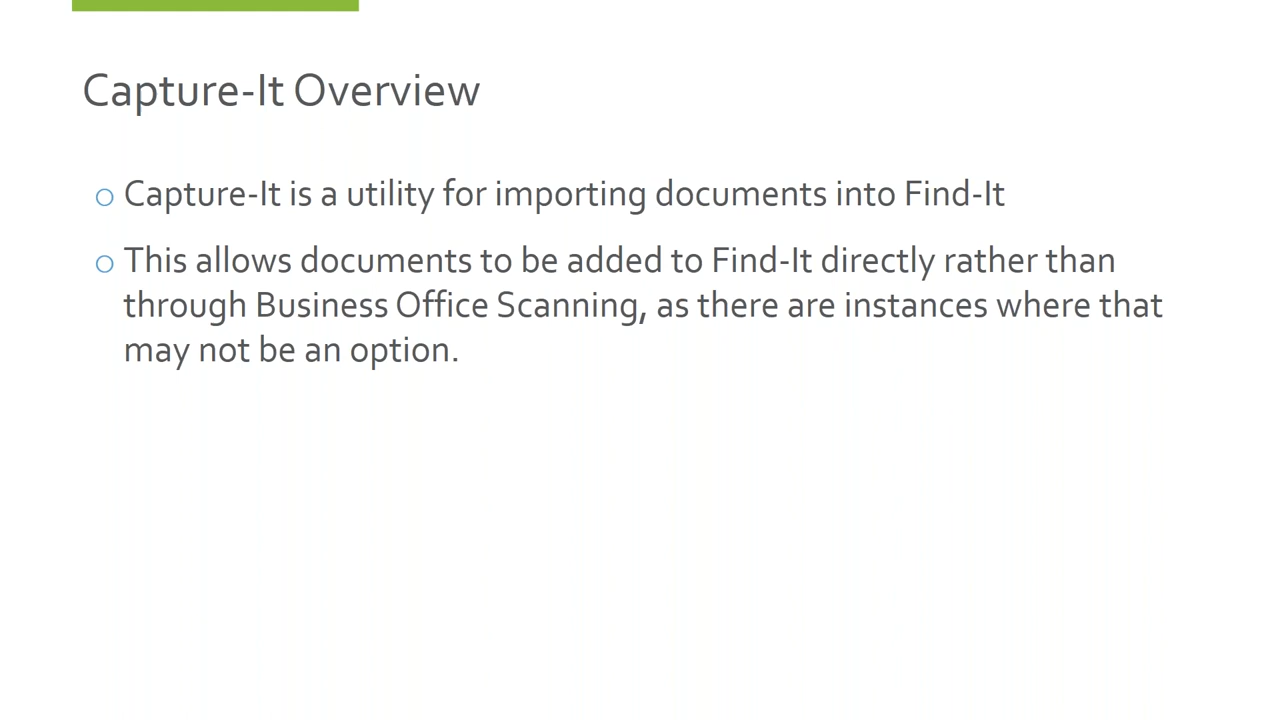 Capture-It Overview
Capture-It is a utility for importing documents into Find-It
This allows documents to be added to Find-It directly rather than
through Business Office Scanning, as there are instances where that
may not be an option.